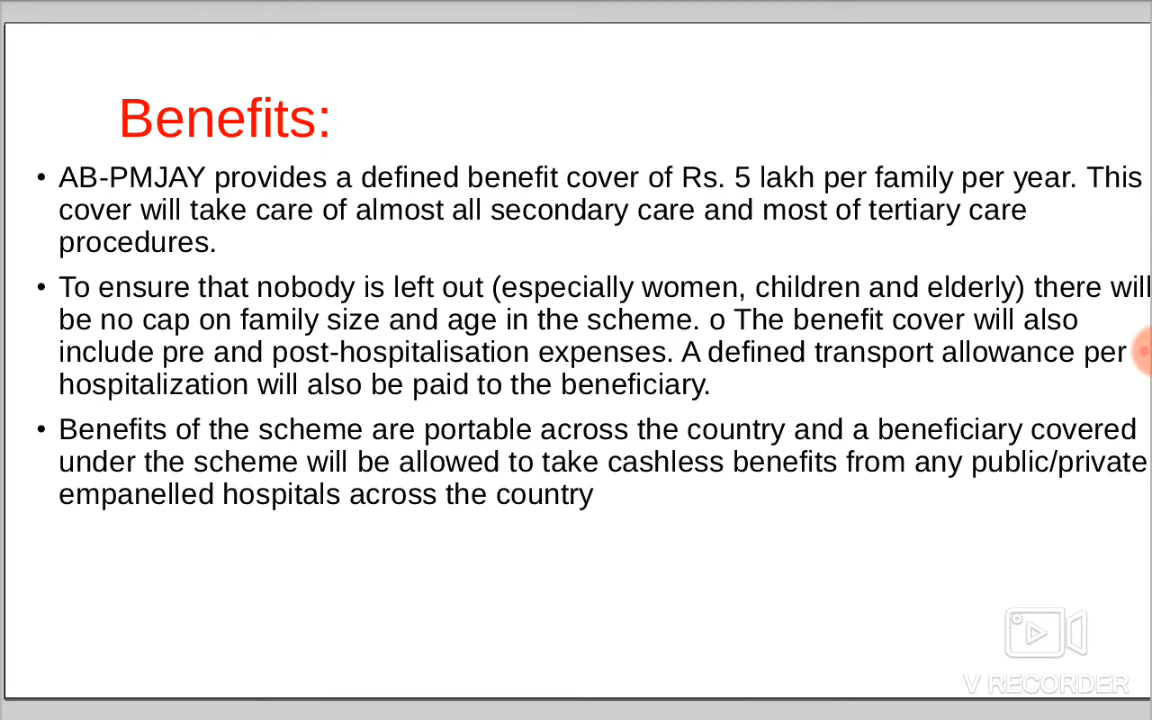 Benefits:
• AB-PMJAY provides a defined benefit cover of Rs. 5 lakh per family per year. This
cover will take care of almost all secondary care and most of tertiary care
procedures.
• To ensure that nobody is left out (especially women, children and elderly) there will
be no cap on family size and age in the scheme. o The benefit cover will also
include pre and post-hospitalisation expenses. A defined transport allowance per
hospitalization will also be paid to the beneficiary.
• Benefits of the scheme are portable across the country and a beneficiary covered
under the scheme will be allowed to take cashless benefits from any public/private
empanelled hospitals across the country
V RECORDER